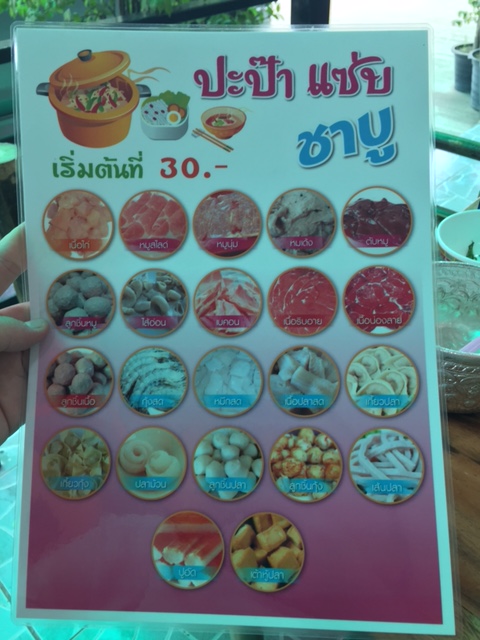 ปะป๊า แซ่บ
ชาบู
เริ่มต้นที่ 30.-
เนื้อไก่ หมูสไลด์ หมูนุ่ม หมูเด้ง ตับหมู
ลูกชิ้นหมู ไส้อ่อน เบคอน เนื้อริบอาย เนื้อน่องลาย
ลูกชิ้นเนื้อ กุ้งสด หมึกสด เนื้อปลาสด เกี๊ยวปลา
เกี๊ยวกุ้ง ปลาม้วน ลูกชิ้นปลา ลูกชิ้นกุ้ง เส้นปลา
ปูอัด เต้าหู้ปลา